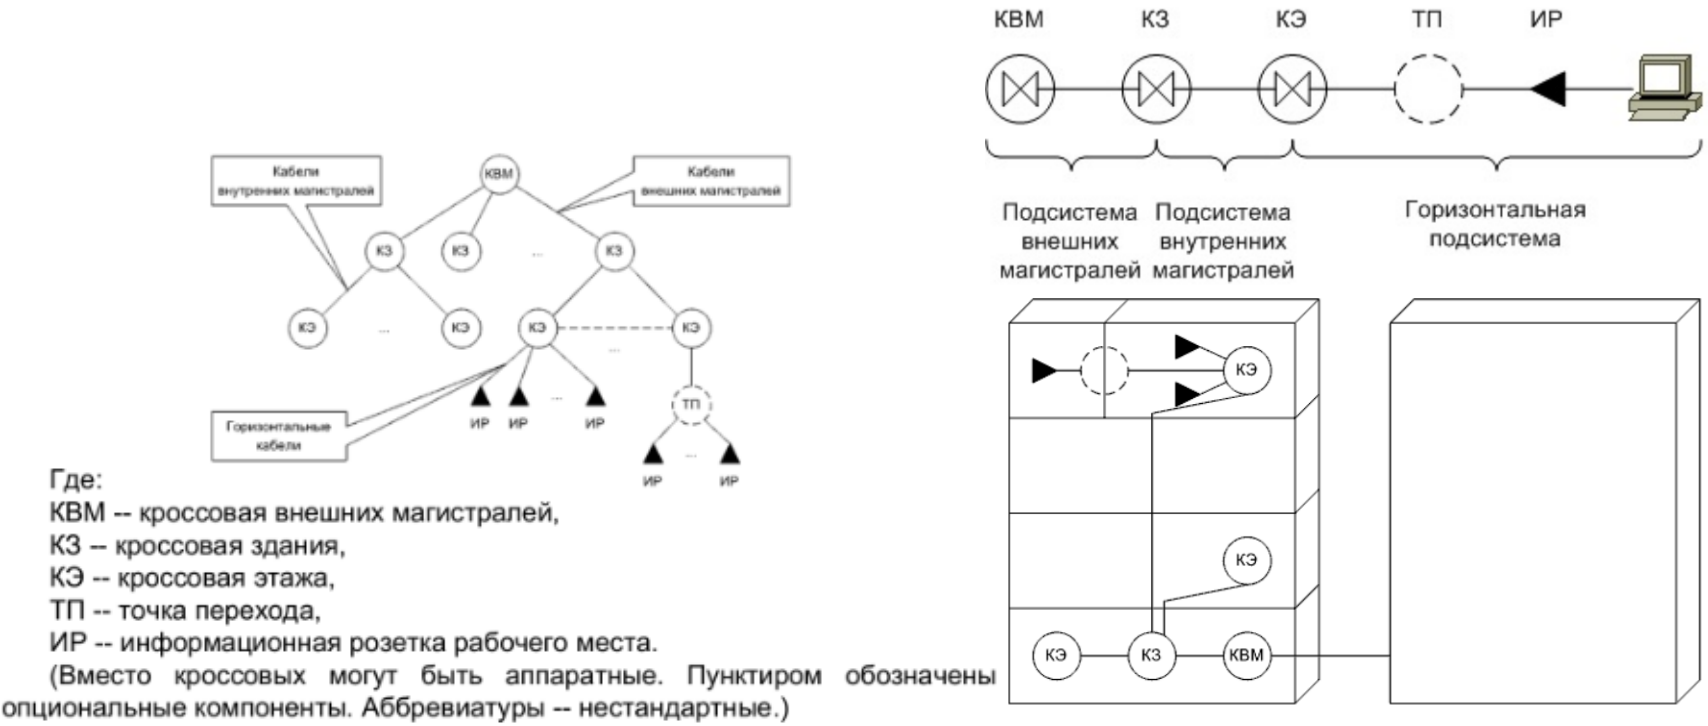 Кабели
внутренних магистралей
КВМ
Кабели
внешних магистралей
КЗ
КЗ
...
КЗ
КЭ
...
КЭ
КЭ
...
КЭ
Горизонтальные
кабели
...
ИР
ИР
ИР
ТП
...
ИР
ИР
Где:
КВМ -- кроссовая внешних магистралей,
КЗ -- кроссовая здания,
КЭ -- кроссовая этажа,
ТП -- точка перехода,
ИР -- информационная розетка рабочего места.
(Вместо кроссовых могут быть аппаратные. Пунктиром обозначены
опциональные компоненты. Аббревиатуры -- нестандартные.)
КВМ КЗ КЭ ТП ИР
Подсистема
внешних
магистралей
Подсистема
внутренних
магистралей
Горизонтальная
подсистема
КЭ
КЭ
КЭ
КЗ
КВМ